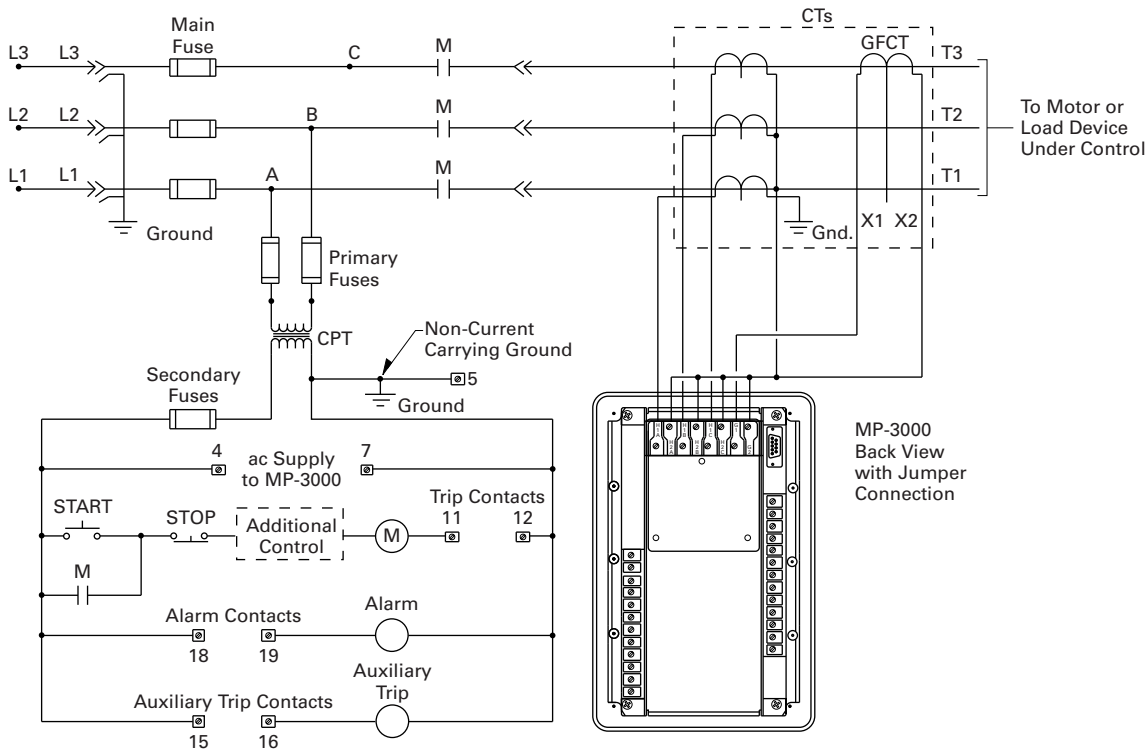 CTs
Main
Fuse
L3 L3 C M GFCT T3
L2 L2 B M T2
L1 L1 A M T1
To Motor or
Load Device
Under Control
Ground
Gnd.
X1 X2
Primary
Fuses
CPT
Non-Current
Carrying Ground
5
Ground
Secondary
Fuses
4 ac Supply 7
to MP-3000
MP-3000
Back View
with Jumper
Connection
Trip Contacts
START STOP Additional
Control M 11 12
M
Alarm Contacts Alarm
18 19
Auxiliary
Trip
Auxiliary Trip Contacts
15 16